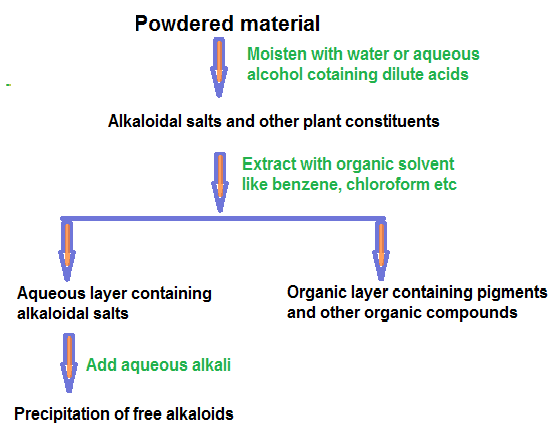 Powdered material
Moisten with water or aqueous
alcohol cotaining dilute acids
Alkaloidal salts and other plant constituents
Extract with organic solvent
like benzene, chloroform etc
Aqueous layer containing
alkaloidal salts
Organic layer containing pigments
and other organic compounds
Add aqueous alkali
Precipitation of free alkaloids